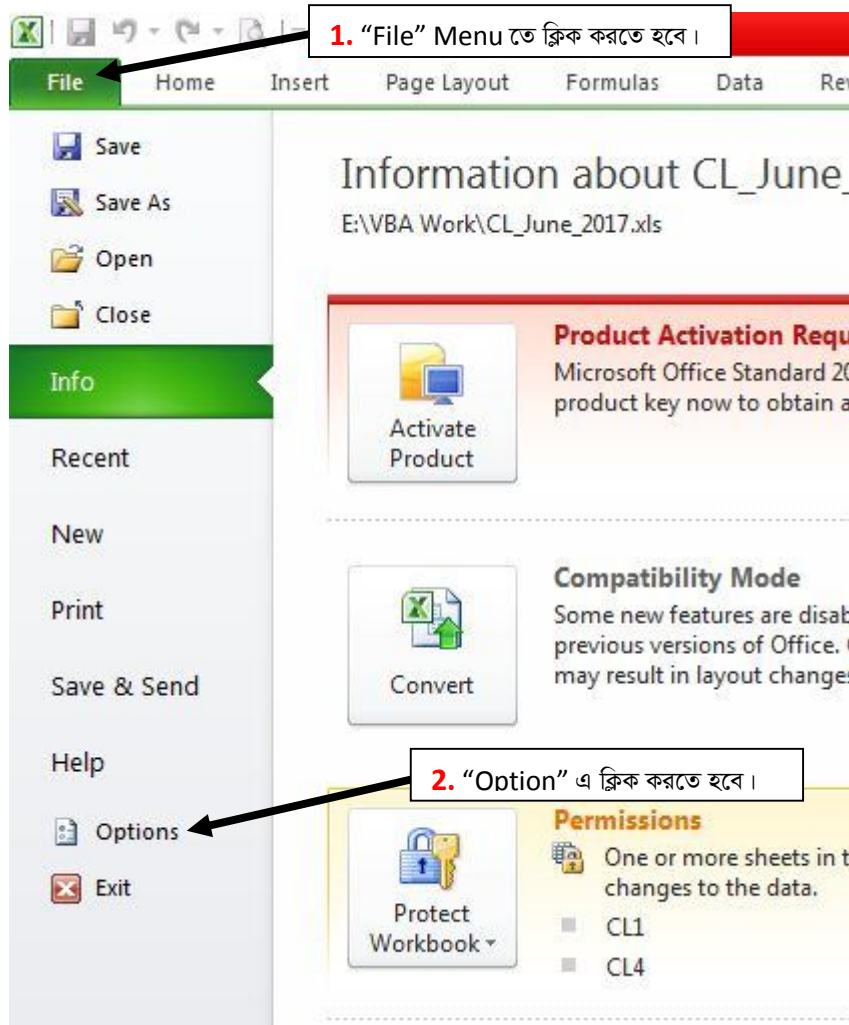 1. “File” Menu তে ক্লিক করতে হবে।
File Home Insert Page Layout Formulas Data
Save
Save As
Open
Close
Info
Recent
New
Print
Save & Send
Help
Options
Exit
Information about CL_June_
E:\VBA Work\CL_June_2017.xls
Activate
Product
Product Activation
Microsoft Office Standard
product key now to obtain
Convert
Compatibility Mode
Some new features are
previous versions of Office.
may result in layout
2. “Option” এ ক্লিক করতে হবে।
Protect
Workbook
Permissions
One or more sheets in
changes to the data.
CL1
CL4